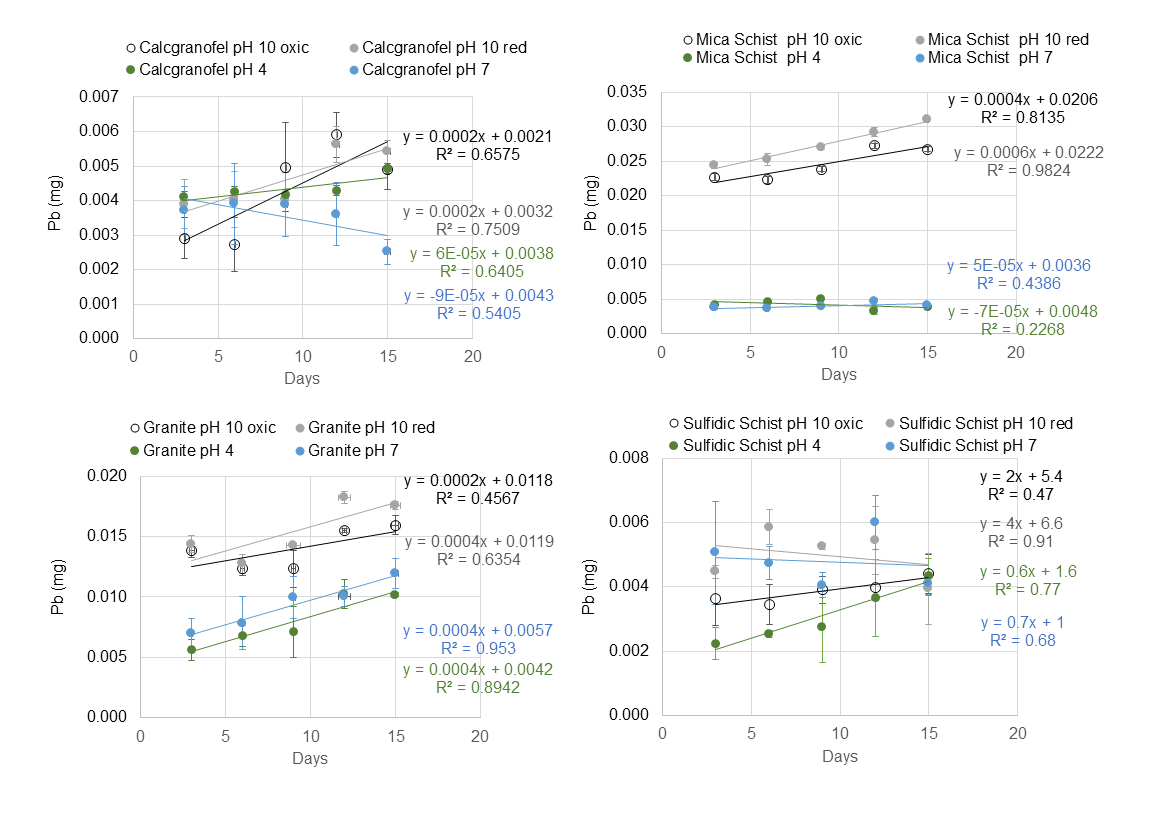 Calcgranofel pH 10 oxic
Calcgranofel pH 10 red
Calcgranofel pH 4
Calcgranofel pH 7
0.007
0.006
0.005
0.004
0.003
0.002
0.001
0.000
Pb (mg)
0
5
10
15
20
Days
y = 0.0002x + 0.0021
R² = 0.6575
y = 0.0002x + 0.0032
R² = 0.7509
y = 6E-05x + 0.0038
R² = 0.6405
y = -9E-05x + 0.0043
R² = 0.5405
Mica Schist pH 10 oxic
Mica Schist pH 10 red
Mica Schist pH 4
Mica Schist pH 7
0.035
0.030
0.025
0.020
0.015
0.010
0.005
0.000
Pb (mg)
0
5
10
15
20
Days
y = 0.0004x + 0.0206
R² = 0.8135
y = 0.0006x + 0.0222
R² = 0.9824
y = 5E-05x + 0.0036
R² = 0.4386
y = -7E-05x + 0.0048
R² = 0.2268
Granite pH 10 oxic
Granite pH 10 red
Granite pH 4
Granite pH 7
0.020
0.015
0.010
0.005
0.000
Pb (mg)
0
5
10
15
20
Days
y = 0.0002x + 0.0118
R² = 0.4567
y = 0.0004x + 0.0119
R² = 0.6354
y = 0.0004x + 0.0057
R² = 0.953
y = 0.0004x + 0.0042
R² = 0.8942
Sulfidic Schist pH 10 oxic
Sulfidic Schist pH 10 red
Sulfidic Schist pH 4
Sulfidic Schist pH 7
0.008
0.006
0.004
0.002
0.000
Pb (mg)
0
5
10
15
20
Days
y = 2x + 5.4
R² = 0.47
y = 4x + 6.6
R² = 0.91
y = 0.6x + 1.6
R² = 0.77
y = 0.7x + 1
R² = 0.68